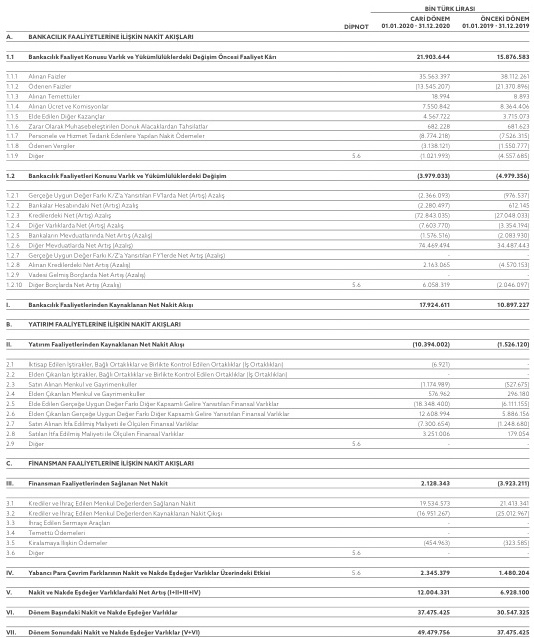 BİN TÜRK LİRASI
DİPNOT CARİ DÖNEM 01.01.2020 - 31.12.2020 ÖNCEKİ DÖNEM 01.01.2019 - 31.12.2019
A. BANKACILIK FAALİYETLERİNE İLİŞKİN NAKİT AKIŞLARI
1.1 Bankacılık Faaliyet Konusu Varlık ve Yükümlülüklerdeki Değişim Öncesi Faaliyet Kârı 21.903.644 15.876.583
1.1.1 Alınan Faizler 35.563.397 38.112.261
1.1.2 Ödenen Faizler (13.545.207) (21.370.896)
1.1.3 Alınan Temettüler 18.994 8.893
1.1.4 Alınan Ücret ve Komisyonlar 7.550.842 8.364.406
1.1.5 Elde Edilen Diğer Kazançlar 4.567.722 3.715.073
1.1.6 Zarar Olarak Muhasebeleştirilen Donuk Alacaklardan Tahsilatlar 682.228 681.623
1.1.7 Personele ve Hizmet Tedarik Edenlere Yapılan Nakit Ödemeler (8.774.218) (7.526.315)
1.1.8 Ödenen Vergiler (3.138.121) (1.550.777)
1.1.9 Diğer 5.6 (1.021.993) (4.557.685)
1.2 Bankacılık Faaliyetleri Konusu Varlık ve Yükümlülüklerdeki Değişim (3.979.033) (4.979.356)
1.2.1 Gerçeğe Uygun Değer Farkı K/Z'a Yansıtılan FV'larda Net (Artış) Azalış (2.366.093) (976.537)
1.2.2 Bankalar Hesabındaki Net (Artış) Azalış (2.280.497) 612.145
1.2.3 Kredilerdeki Net (Artış) Azalış (72.843.035) (27.048.033)
1.2.4 Diğer Varlıklarda Net (Artış) Azalış (7.603.770) (3.354.194)
1.2.5 Bankaların Mevduatlarında Net Artış (Azalış) (1.576.516) (2.083.930)
1.2.6 Diğer Mevduatlarda Net Artış (Azalış) 74.469.494 34.487.443
1.2.7 Gerçeğe Uygun Değer Farkı K/Z'a Yansıtılan FY'lerde Net Artış (Azalış) - -
1.2.8 Alınan Kredilerdeki Net Artış (Azalış) 2.163.065 (4.570.153)
1.2.9 Vadesi Gelmiş Borçlarda Net Artış (Azalış) - -
1.2.10 Diğer Borçlarda Net Artış (Azalış) 5.6 6.058.319 (2.046.097)
I. Bankacılık Faaliyetlerinden Kaynaklanan Net Nakit Akışı 17.924.611 10.897.227
B. YATIRIM FAALİYETLERİNE İLİŞKİN NAKİT AKIŞLARI
II. Yatırım Faaliyetlerinden Kaynaklanan Net Nakit Akışı (10.394.002) (1.526.120)
2.1 İktisap Edilen İştirakler, Bağlı Ortaklıklar ve Birlikte Kontrol Edilen Ortaklıklar (İş Ortaklıkları) (6.921) -
2.2 Elden Çıkarılan İştirakler, Bağlı Ortaklıklar ve Birlikte Kontrol Edilen Ortaklıklar (İş Ortaklıkları) - -
2.3 Satın Alınan Menkul ve Gayrimenkuller (1.174.989) (527.675)
2.4 Elden Çıkarılan Menkul ve Gayrimenkuller 576.962 296.180
2.5 Elde Edilen Gerçeğe Uygun Değer Farkı Diğer Kapsamlı Gelire Yansıtılan Finansal Varlıklar (18.348.400) (6.111.155)
2.6 Elden Çıkarılan Gerçeğe Uygun Değer Farkı Diğer Kapsamlı Gelire Yansıtılan Finansal Varlıklar 12.608.994 5.886.156
2.7 Satın Alınan İtfa Edilmiş Maliyeti ile Ölçülen Finansal Varlıklar (7.300.654) (1.248.680)
2.8 Satılan İtfa Edilmiş Maliyeti ile Ölçülen Finansal Varlıklar 3.251.006 179.054
2.9 Diğer 5.6 - -
C. FİNANSMAN FAALİYETLERİNE İLİŞKİN NAKİT AKIŞLARI
III. Finansman Faaliyetlerinden Sağlanan Net Nakit 2.128.343 (3.923.211)
3.1 Krediler ve İhraç Edilen Menkul Değerlerden Sağlanan Nakit 19.534.573 21.413.341
3.2 Krediler ve İhraç Edilen Menkul Değerlerden Kaynaklanan Nakit Çıkışı (16.951.267) (25.012.967)
3.3 İhraç Edilen Sermaye Araçları - -
3.4 Temettü Ödemeleri - -
3.5 Kiralamaya İlişkin Ödemeler (454.963) (323.585)
3.6 Diğer 5.6 - -
IV. Yabancı Para Çevrim Farklarının Nakit ve Nakde Eşdeğer Varlıklar Üzerindeki Etkisi 5.6 2.345.379 1.480.204
V. Nakit ve Nakde Eşdeğer Varlıklardaki Net Artış (I+II+III+IV) 12.004.331 6.928.100
VI. Dönem Başındaki Nakit ve Nakde Eşdeğer Varlıklar 37.475.425 30.547.325
VII. Dönem Sonundaki Nakit ve Nakde Eşdeğer Varlıklar (V+VI) 49.479.756 37.475.425